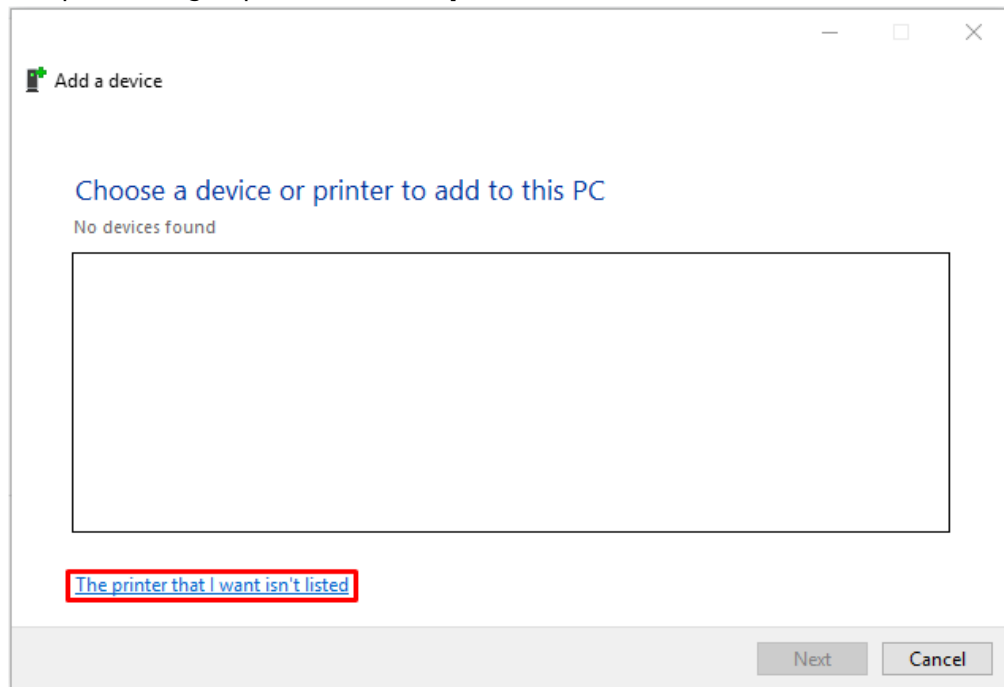 Add a device
Choose a device or printer to add to this PC
No devices found
The printer that I want isn't listed
Next
Cancel